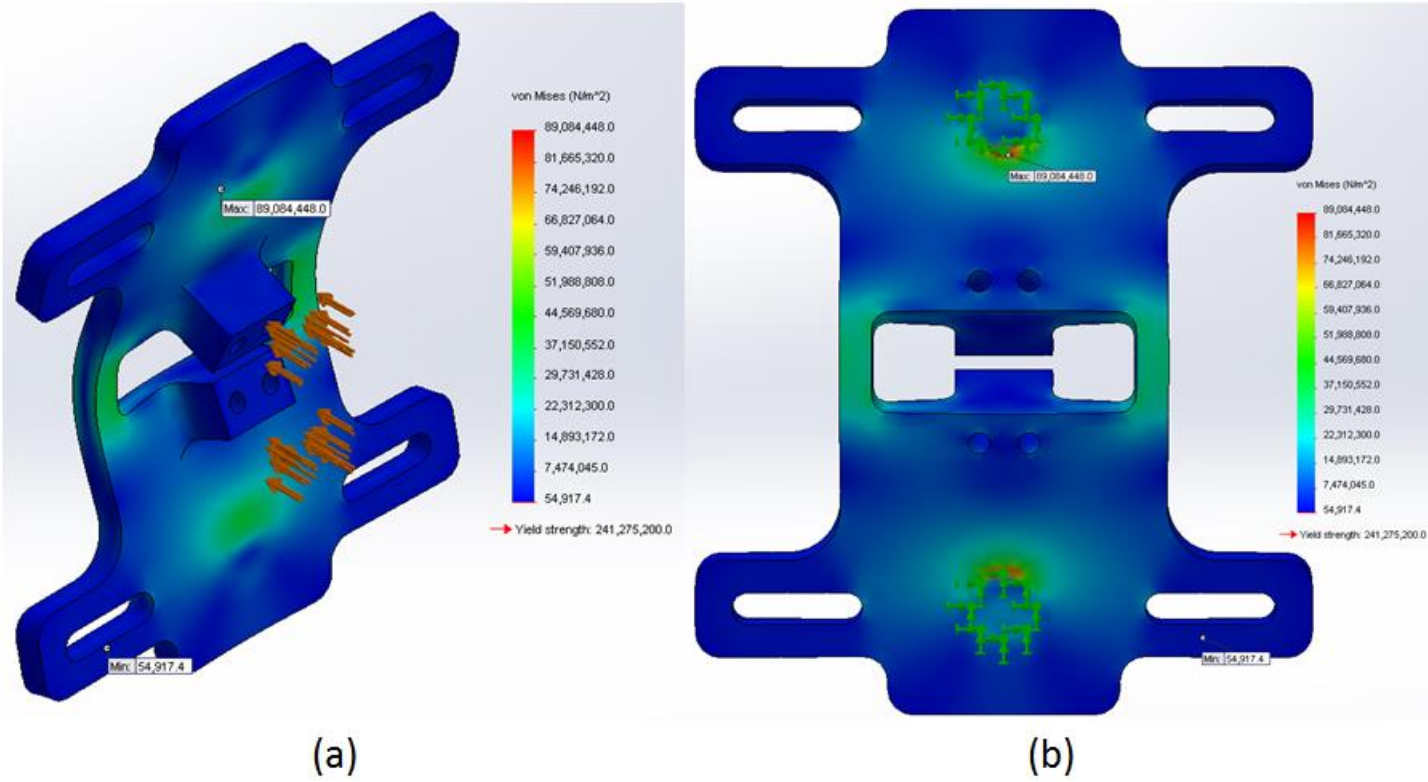 von Mises (N/m^2)
89,084,448.0
81,665,320.0
74,246,192.0
66,827,064.0
59,407,936.0
51,988,808.0
44,569,680.0
37,150,552.0
29,731,428.0
22,312,300.0
14,893,172.0
7,474,045.0
54,917.4
Yield strength: 241,275,200.0
Max: 89,084,448.0
Min: 54,917.4
(a)
Max: 89,084,448.0
von Mises (N/m^2)
89,084,448.0
81,665,320.0
74,246,192.0
66,827,064.0
59,407,936.0
51,988,808.0
44,569,680.0
37,150,552.0
29,731,428.0
22,312,300.0
14,893,172.0
7,474,045.0
54,917.4
Yield strength: 241,275,200.0
Min: 54,917.4
(b)